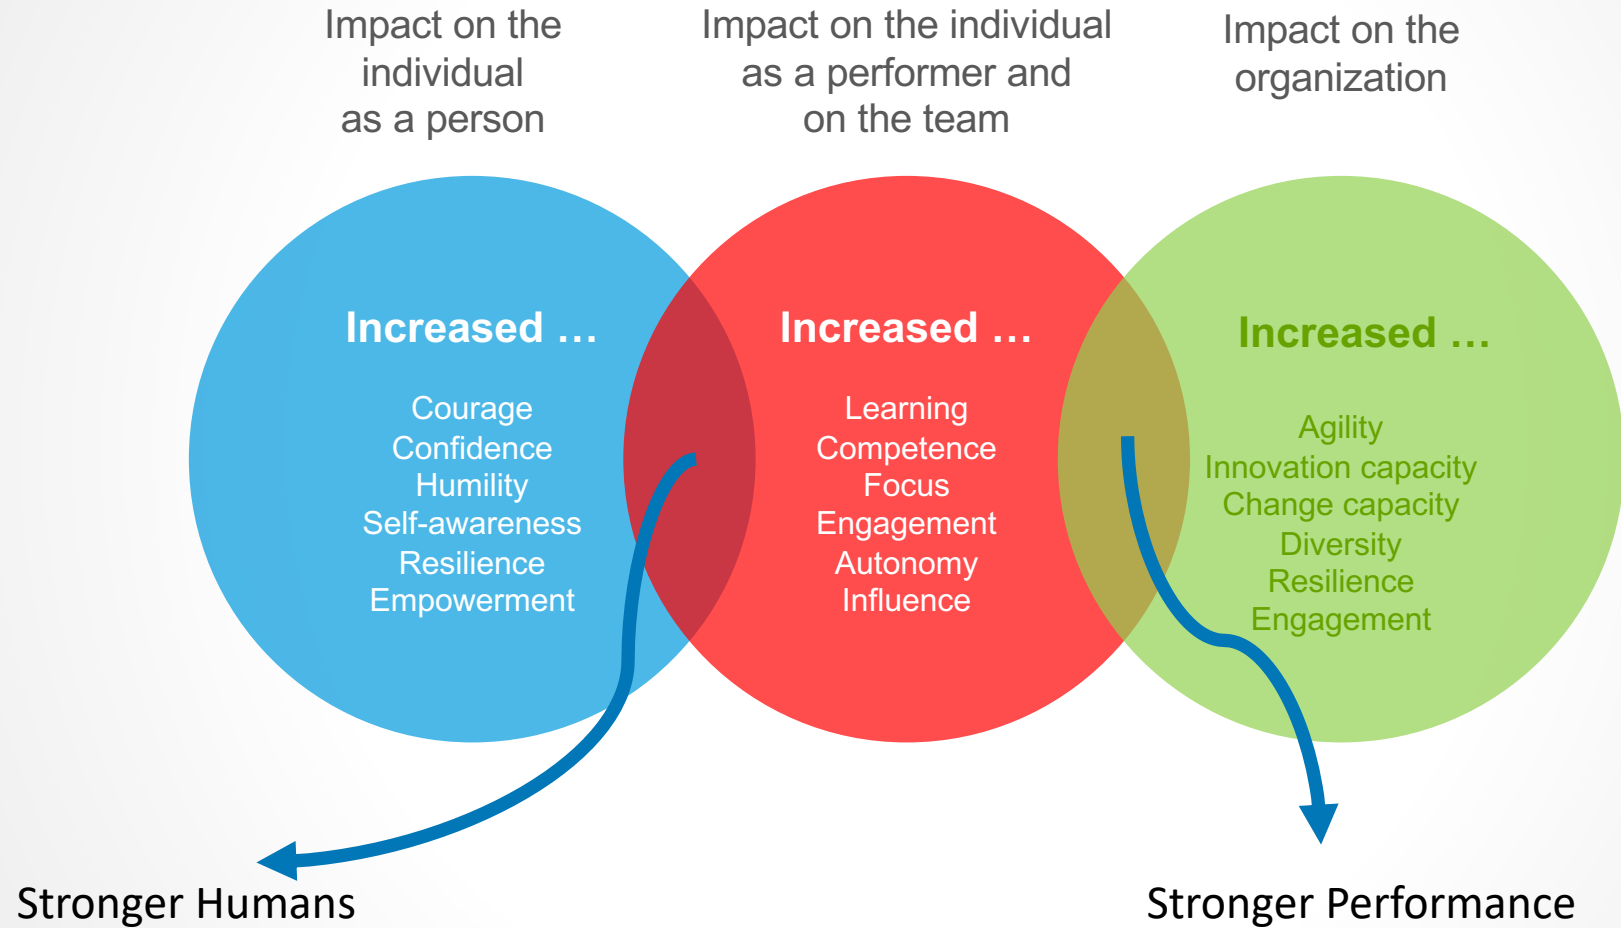 Impact on the
individual
as a person
Impact on the individual
as a performer and
on the team
Impact on the
organization
Increased …
Courage
Confidence
Humility
Self-awareness
Resilience
Empowerment
Increased …
Learning
Competence
Focus
Engagement
Autonomy
Influence
Increased …
Agility
Innovation capacity
Change capacity
Diversity
Resilience
Engagement
Stronger Humans
Stronger Performance